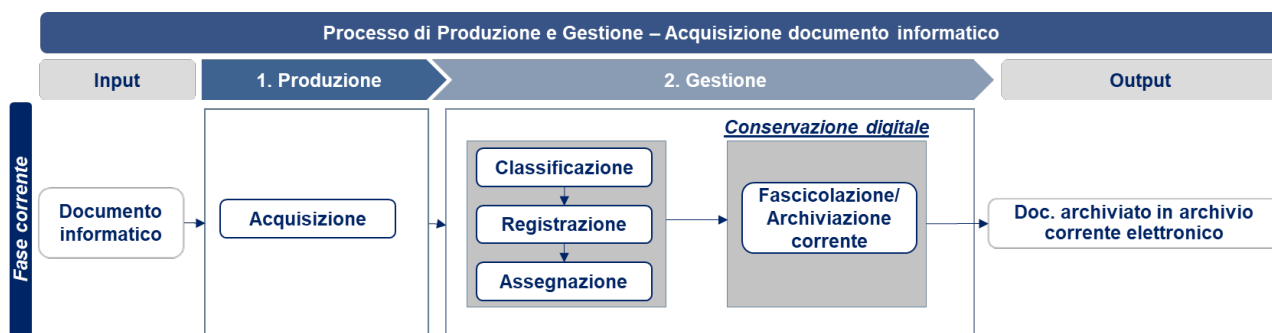 Processo di Produzione e Gestione – Acquisizione documento informatico
Input
1. Produzione
2. Gestione
Output
Fase corrente
Documento
informatico
Acquisizione
Classificazione
Registrazione
Assegnazione
Conservazione digitale
Fascicolazione/
Archiviazione
corrente
Doc. archiviato in archivio
corrente elettronico